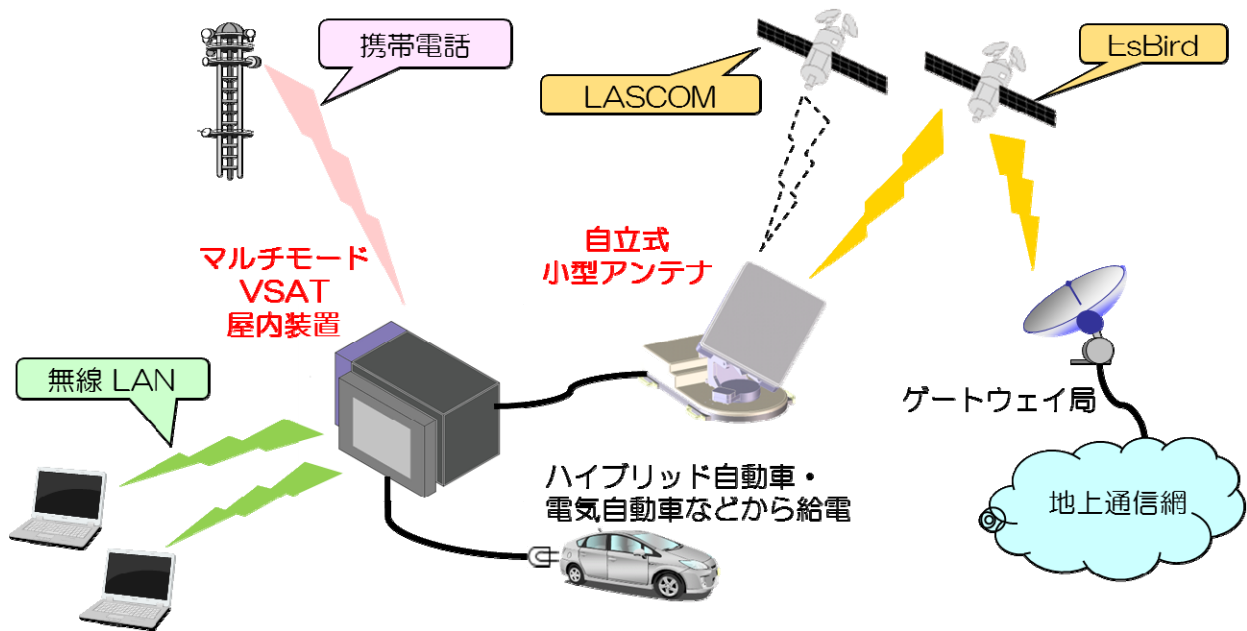 携帯電話
LASCOM
EsBird
マルチモード
VSAT
屋内装置
自立式
小型アンテナ
無線 LAN
ゲートウェイ局
ハイブリッド自動車・
電気自動車などから給電
地上通信網